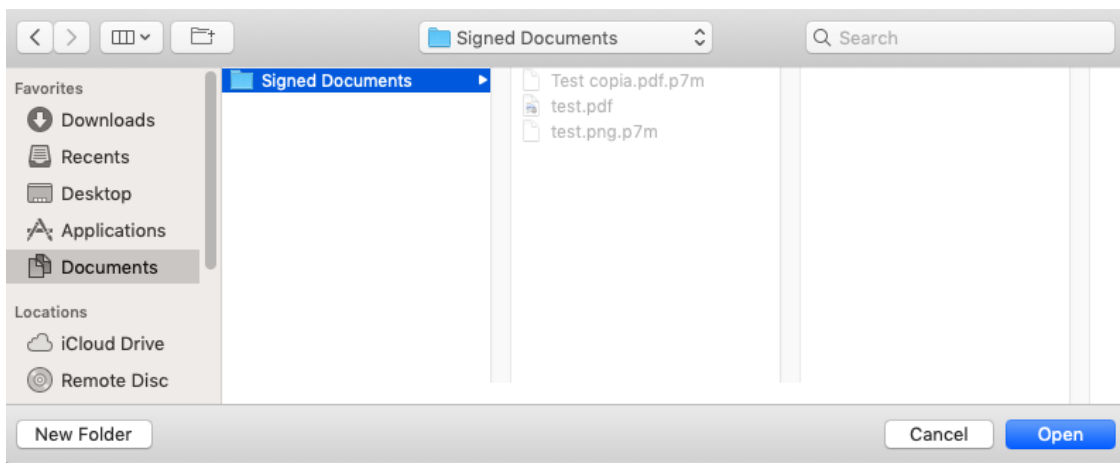 Signed Documents
Search
Favorites
Downloads
Recents
Desktop
Applications
Documents
Locations
iCloud Drive
Remote Disc
Signed Documents
Test copia.pdf.p7m
test.pdf
test.png.p7m
New Folder
Cancel
Open